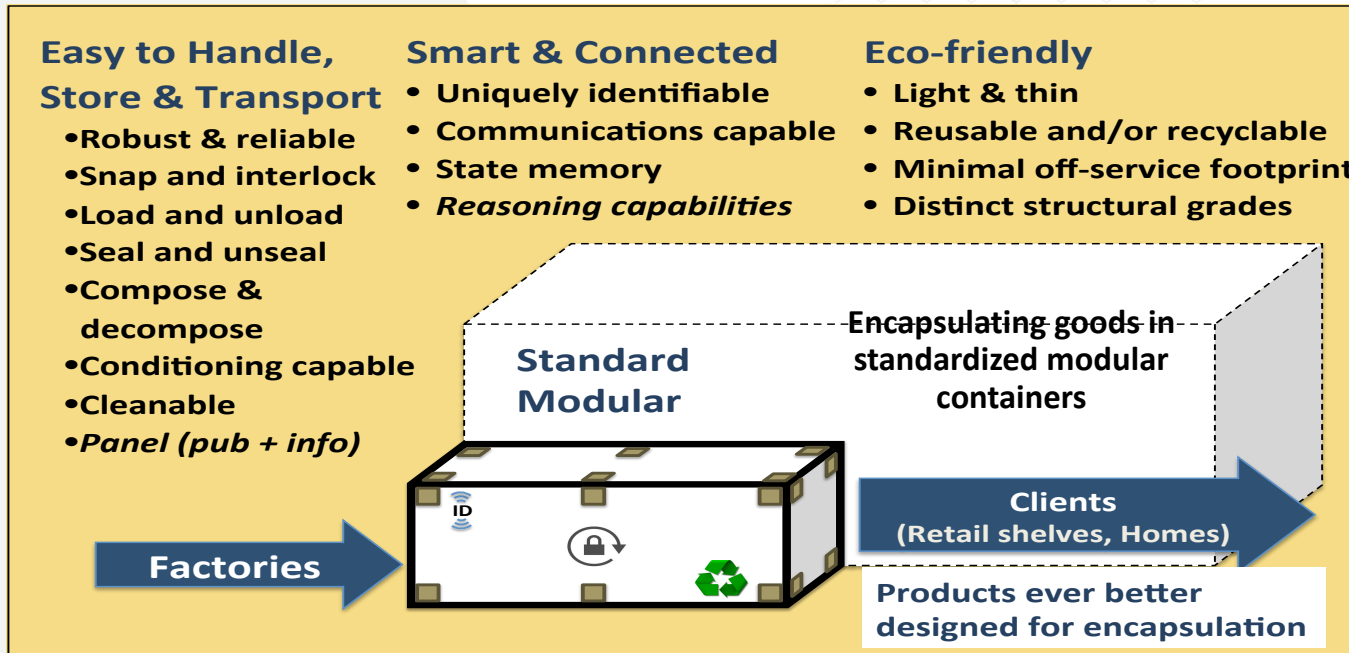 Easy to Handle,
Store & Transport
•Robust & reliable
•Snap and interlock
•Load and unload
•Seal and unseal
•Compose &
decompose
•Conditioning capable
•Cleanable
•Panel (pub + info)
Smart & Connected
• Uniquely identifiable
• Communications capable
• State memory
• Reasoning capabilities
Eco-friendly
• Light & thin
• Reusable and/or recyclable
• Minimal off-service footprint
• Distinct structural grades
Standard
Modular
Encapsulating goods in
standardized modular
containers
ID
Factories
Clients
(Retail shelves, Homes)
Products ever better
designed for encapsulation